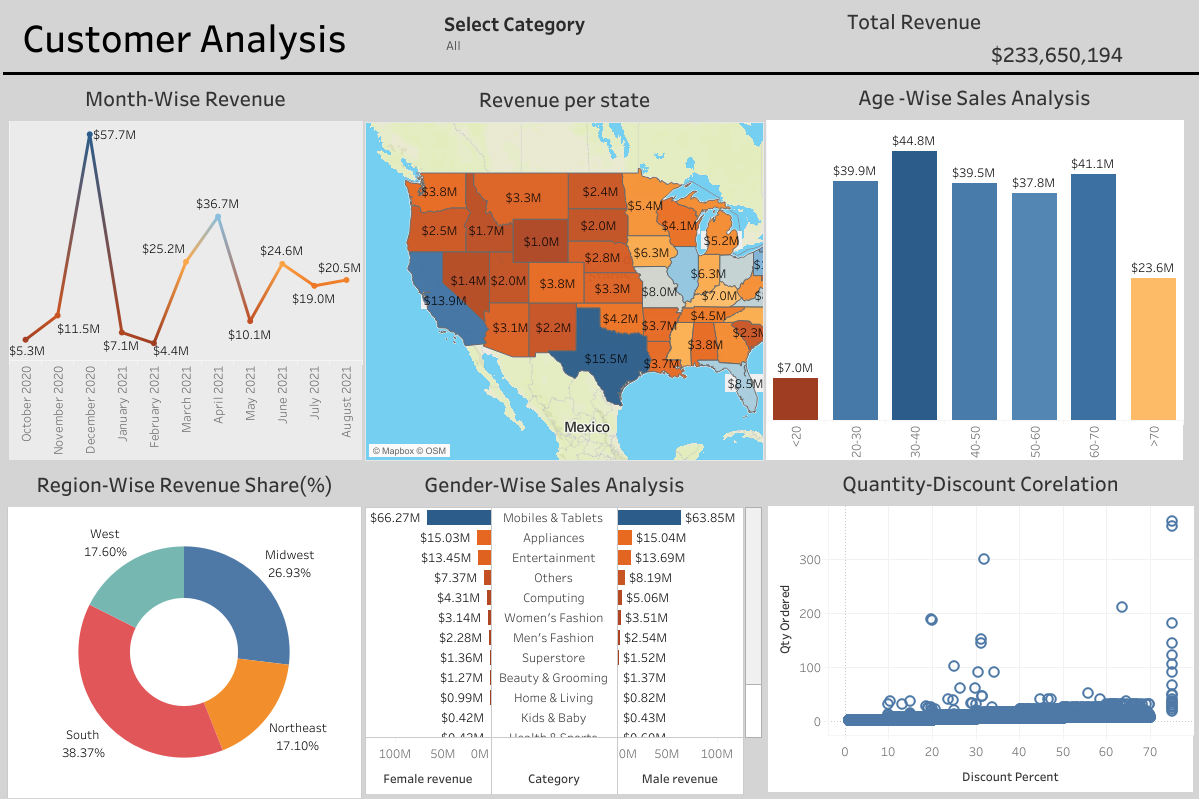 Customer Analysis
Select Category
All
Total Revenue
$233,650,194
Month-Wise Revenue
$57.7M
$36.7M
$25.2M
$24.6M
$20.5M
$19.0M
$11.5M
$10.1M
$7.1M
$5.3M
$4.4M
October 2020
November 2020
December 2020
January 2021
February 2021
March 2021
April 2021
May 2021
June 2021
July 2021
August 2021
Revenue per state
$3.8M
$3.3M
$2.4M
$5.4M
$2.5M
$1.7M
$1.0M
$2.0M
$4.1M
$5.2M
$6.3M
$2.8M
$13.9M
$1.4M
$2.0M
$3.8M
$3.3M
$8.0M
$6.3M
$7.0M
$3.1M
$2.2M
$4.2M
$3.7M
$4.5M
$3.8M
$2.3M
$15.5M
$3.7M
$8.5M
Mexico
© Mapbox © OSM
Age -Wise Sales Analysis
$7.0M
$39.9M
$44.8M
$39.5M
$37.8M
$41.1M
$23.6M
<20
20-30
30-40
40-50
50-60
60-70
>70
Region-Wise Revenue Share(%)
West
17.60%
Midwest
26.93%
South
38.37%
Northeast
17.10%
Gender-Wise Sales Analysis
$66.27M Mobiles & Tablets $63.85M
$15.03M Appliances $15.04M
$13.45M Entertainment $13.69M
$7.37M Others $8.19M
$4.31M Computing $5.06M
$3.14M Women's Fashion $3.51M
$2.28M Men's Fashion $2.54M
$1.36M Superstore $1.52M
$1.27M Beauty & Grooming $1.37M
$0.99M Home & Living $0.82M
$0.42M Kids & Baby $0.43M
100M 50M 0M 0M 50M 100M
Female revenue Category Male revenue
Quantity-Discount Corelation
Qty Ordered
300
200
100
0
0 10 20 30 40 50 60 70
Discount Percent